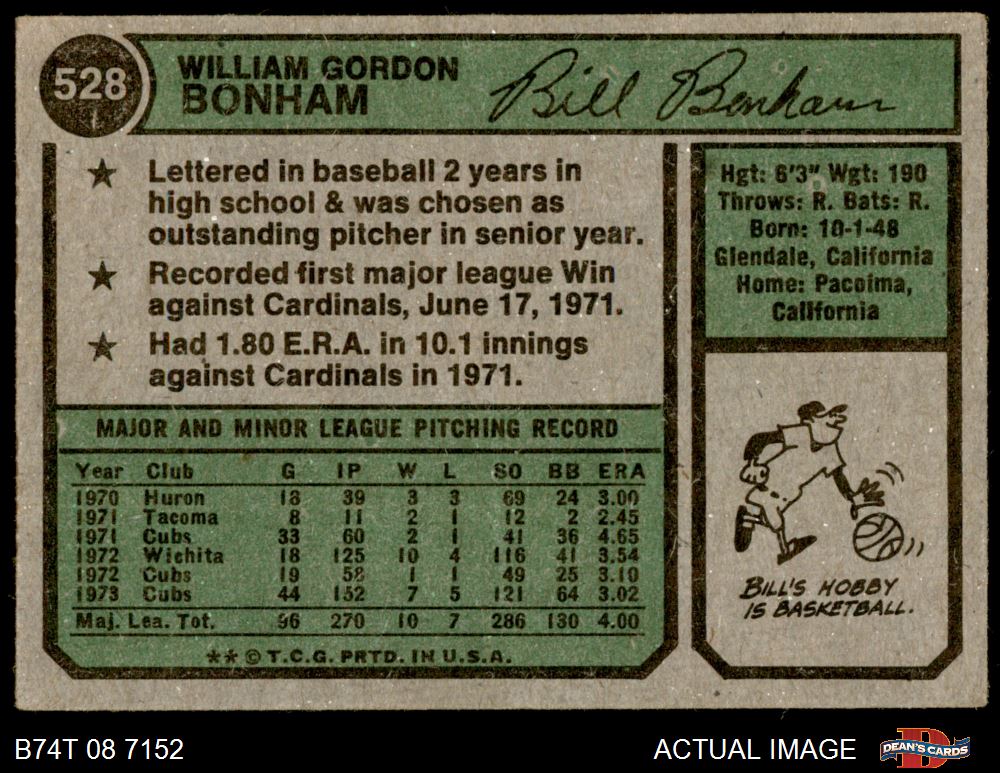 528
WILLIAM GORDON
BONHAM
Bill Bonham
★ Lettered in baseball 2 years in
high school & was chosen as
outstanding pitcher in senior year.
★ Recorded first major league Win
against Cardinals, June 17, 1971.
★ Had 1.80 E.R.A. in 10.1 innings
against Cardinals in 1971.
Hgt: 6'3" Wgt: 190
Throws: R. Bats: R.
Born: 10-1-48
Glendale, California
Home: Pacoima,
California
MAJOR AND MINOR LEAGUE PITCHING RECORD
Year Club G IP W L SO BB ERA
1970 Huron 18 39 3 3 69 24 3.00
1971 Tacoma 8 11 2 1 12 2 2.45
1971 Cubs 33 60 2 1 41 36 4.65
1972 Wichita 18 125 10 4 116 41 3.54
1972 Cubs 19 58 1 1 49 25 3.10
1973 Cubs 44 152 7 5 121 64 3.02
Maj. Lea. Tot. 96 270 10 7 286 130 4.00
** © T.C.G. PRTD. IN U.S.A.
BILL'S HOBBY
IS BASKETBALL.
B74T 08 7152
ACTUAL IMAGE
DEAN'S CARDS